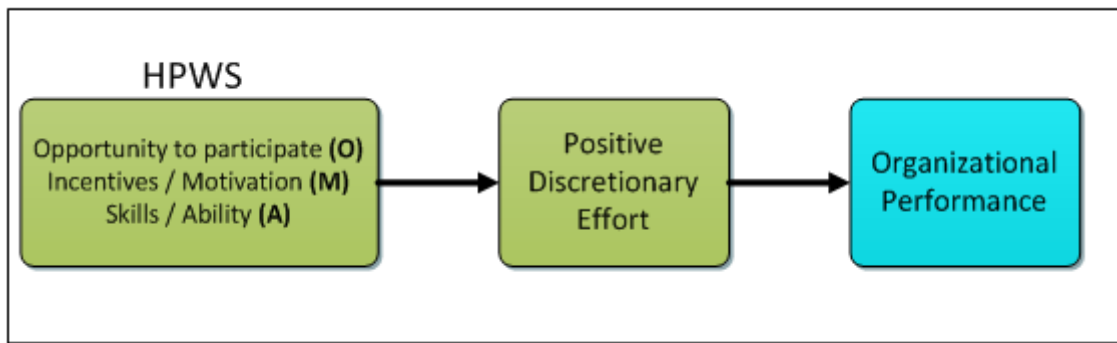 HPWS
Opportunity to participate (O)
Incentives / Motivation (M)
Skills / Ability (A)
Positive
Discretionary
Effort
Organizational
Performance